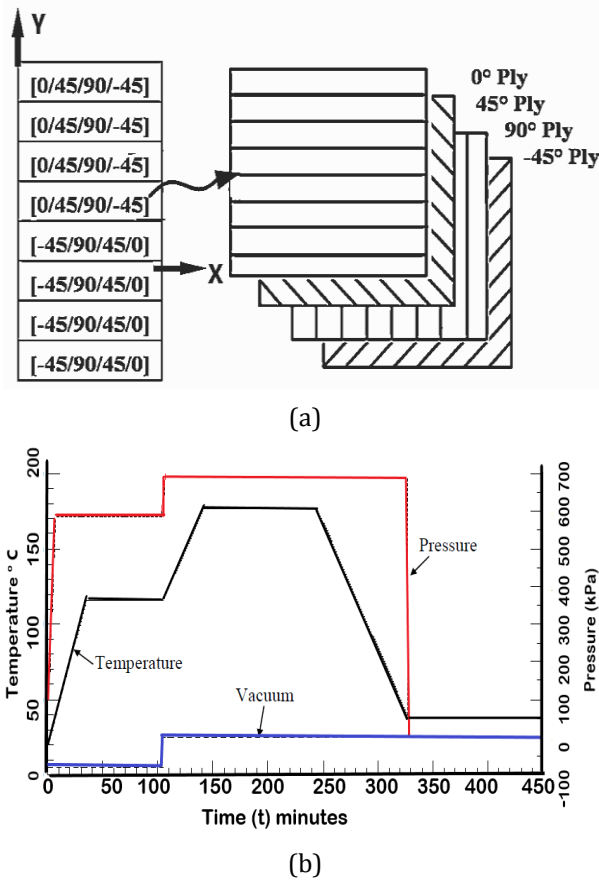 Y
[0/45/90/-45]
[0/45/90/-45]
[0/45/90/-45]
[0/45/90/-45]
[-45/90/45/0]
[-45/90/45/0]
[-45/90/45/0]
[-45/90/45/0]
X
0° Ply
45° Ply
90° Ply
-45° Ply
(a)
200
150
100
50
0
Temperature ° C
Pressure
Temperature
Vacuum
700
600
500
400
300
200
100
0
-100
Pressure (kPa)
0 50 100 150 200 250 300 350 400 450
Time (t) minutes
(b)